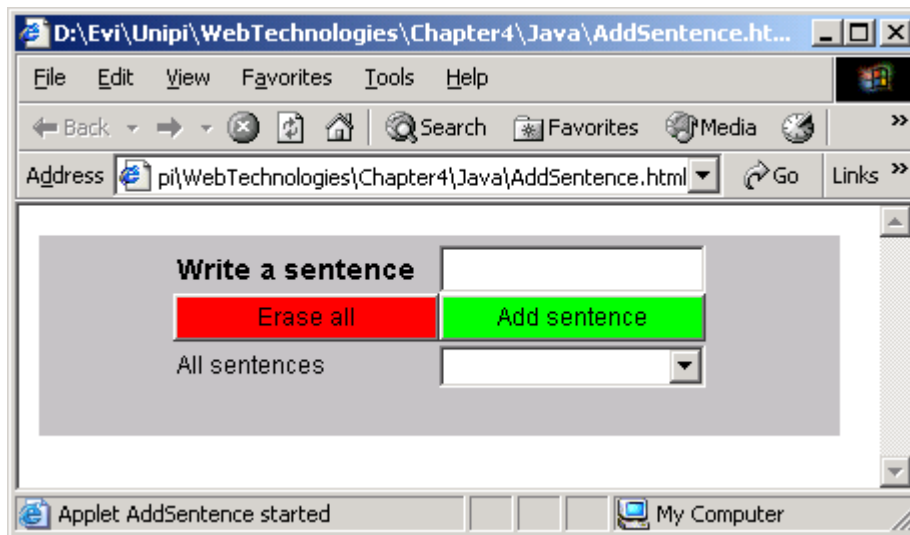 D:\Evi\Unipi\WebTechnologies\Chapter4\Java\AddSentence.ht...
File Edit View Favorites Tools Help
Back Search Favorites Media »
Address pi\WebTechnologies\Chapter4\Java\AddSentence.html Go Links »
Write a sentence
Erase all Add sentence
All sentences
Applet AddSentence started My Computer